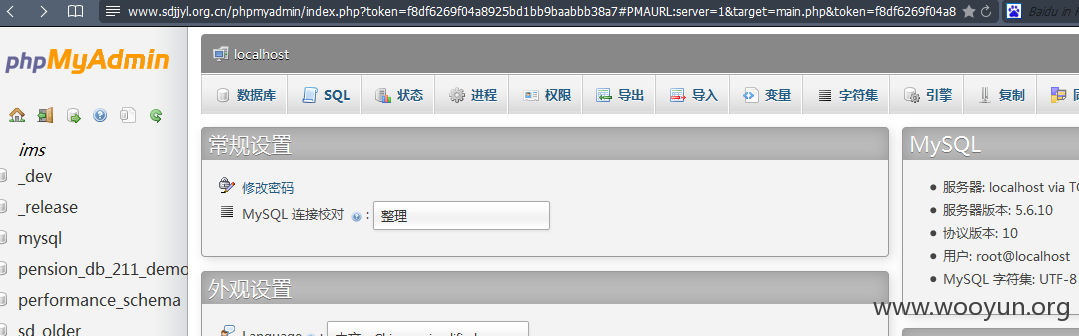 www.sdjjyl.org.cn/phpmyadmin/index.php?token=f8df6269f04a8925bd1bb9baabbb38a7#PMAURL:server=1&target=main.php&token=f8df6269f04a8
phpMyAdmin
localhost
数据库 SQL 状态 进程 权限 导出 导入 变量 字符集 引擎 复制
ims
_dev
_release
mysql
pension_db_211_demo
performance_schema
sd_older
常规设置
修改密码
MySQL 连接校对 : 整理
外观设置
MySQL
服务器: localhost via TC
服务器版本: 5.6.10
协议版本: 10
用户: root@localhost
MySQL 字符集: UTF-8
www.wooyun.org